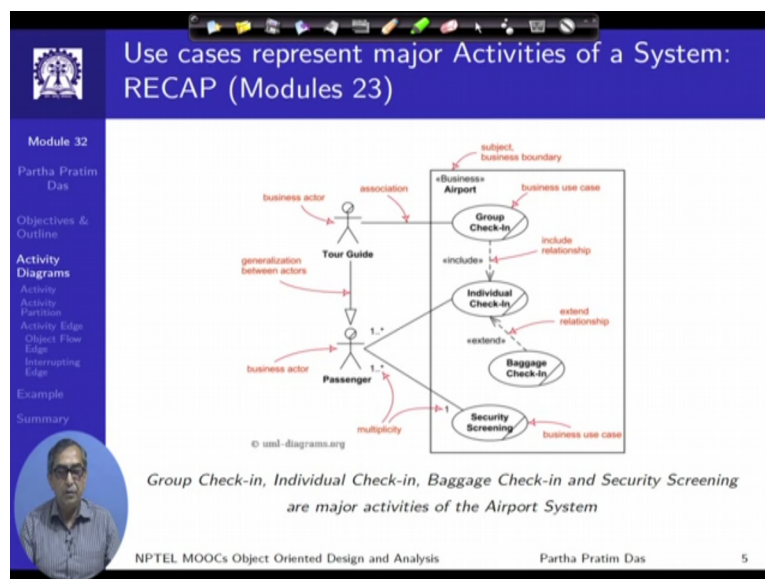 Use cases represent major Activities of a System:
RECAP (Modules 23)
Module 32
Partha Pratim
Das
Objectives &
Outline
Activity
Diagrams
Activity
Activity
Partition
Activity Edge
Object Flow
Edge
Interrupting
Edge
Example
Summary
subject,
business boundary
«Business»
Airport
business use case
association
business actor
Group
Check-In
Tour Guide
include
relationship
«include»
generalization
between actors
Individual
Check-In
extend
relationship
1..*
«extend»
business actor
Baggage
Check-In
1..*
Passenger
multiplicity
1
Security
Screening
business use case
© uml-diagrams.org
Group Check-in, Individual Check-in, Baggage Check-in and Security Screening
are major activities of the Airport System
NPTEL MOOCs Object Oriented Design and Analysis
Partha Pratim Das
5